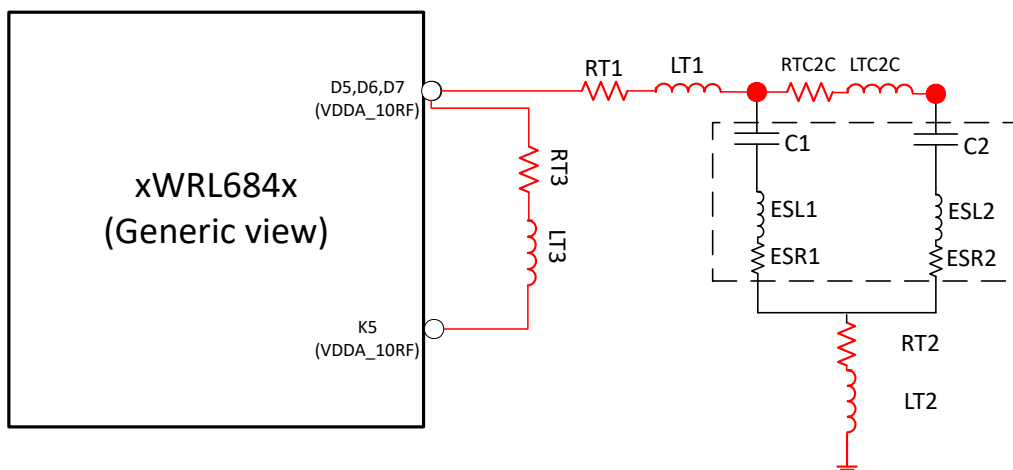 D5,D6,D7
(VDDA_10RF)
RT1
LT1
RTC2C
LTC2C
C1
C2
RT3
LT3
xWRL684x
(Generic view)
ESL1
ESL2
ESR1
ESR2
K5
(VDDA_10RF)
RT2
LT2